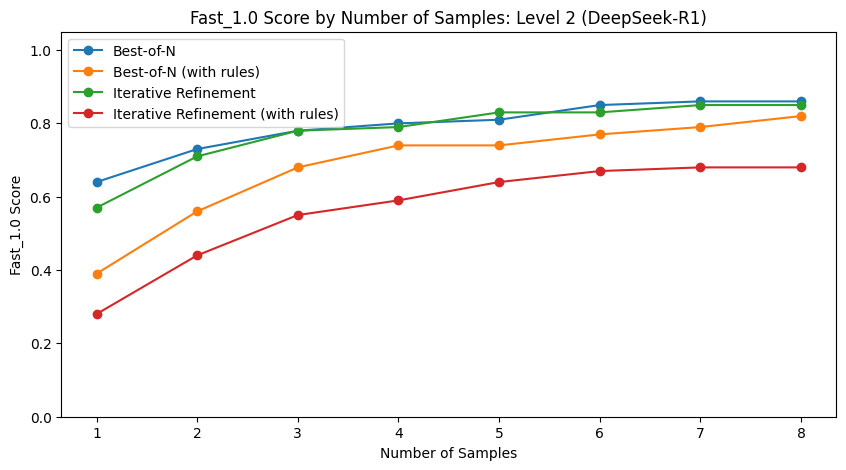 Fast_1.0 Score by Number of Samples: Level 2 (DeepSeek-R1)
Best-of-N
Best-of-N (with rules)
Iterative Refinement
Iterative Refinement (with rules)
Fast_1.0 Score
1.0
0.8
0.6
0.4
0.2
0.0
1 2 3 4 5 6 7 8
Number of Samples